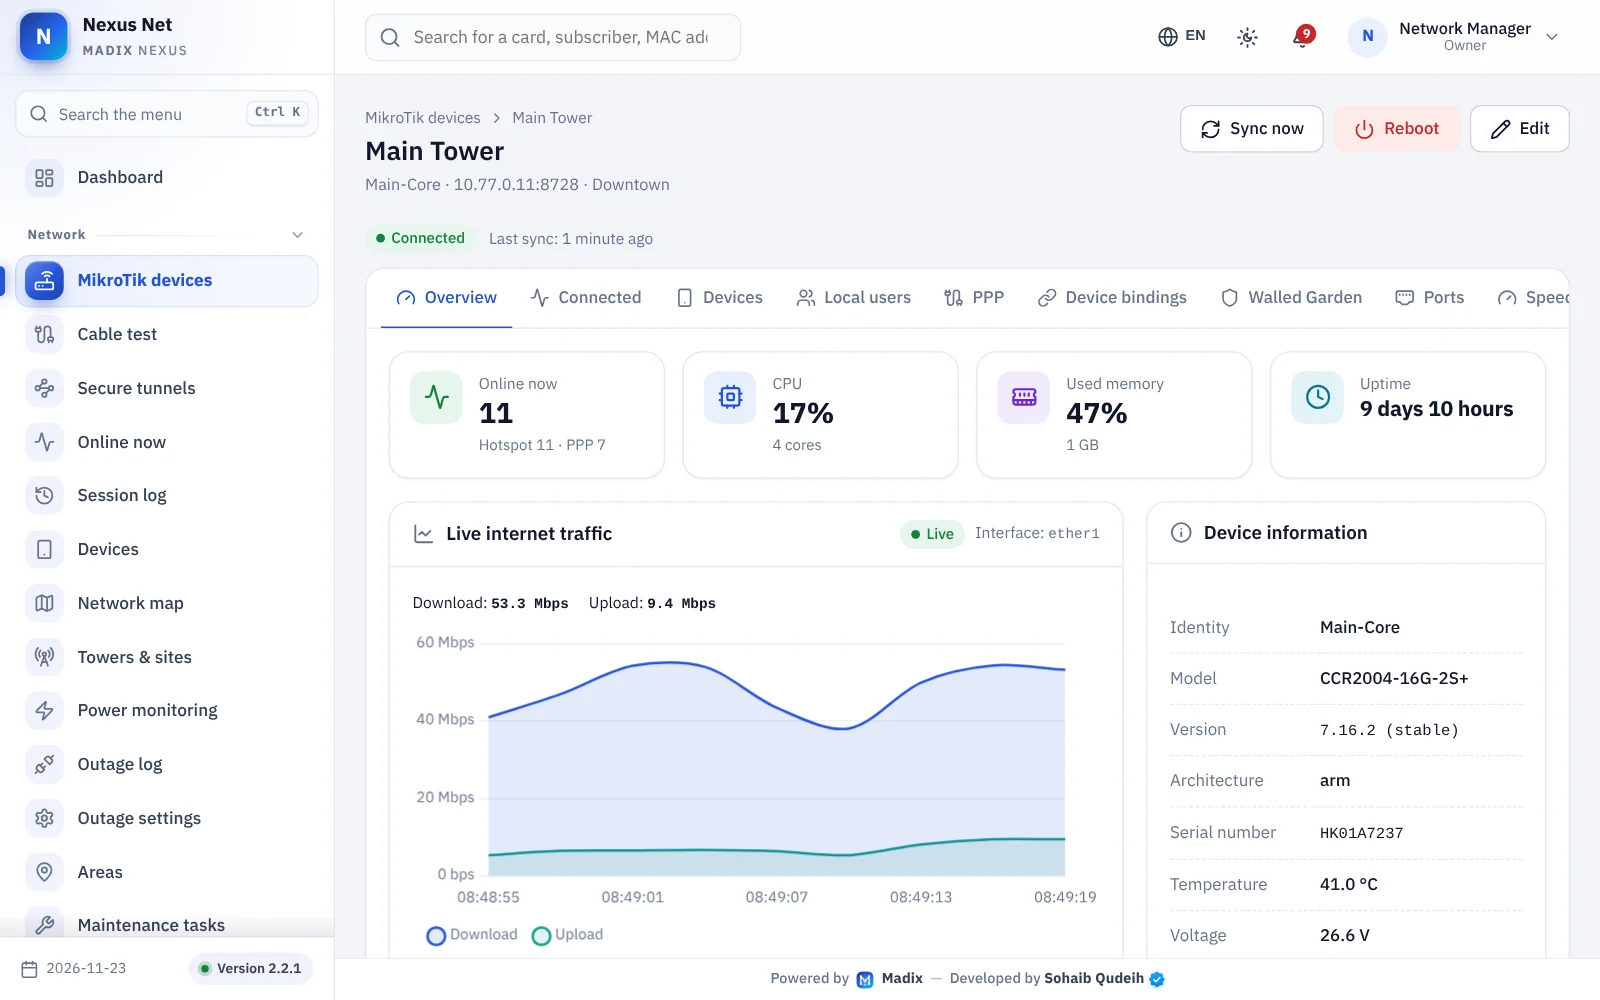 N
Nexus Net
MADIX NEXUS
Search the menu
Ctrl K
Dashboard
Network
MikroTik devices
Cable test
Secure tunnels
Online now
Session log
Devices
Network map
Towers & sites
Power monitoring
Outage log
Outage settings
Areas
Maintenance tasks
2026-11-23
Version 2.2.1
Search for a card, subscriber, MAC
EN
9
N
Network Manager
Owner
MikroTik devices > Main Tower
Main Tower
Main-Core · 10.77.0.11:8728 · Downtown
Sync now
Reboot
Edit
Connected
Last sync: 1 minute ago
Overview
Connected
Devices
Local users
PPP
Device bindings
Walled Garden
Ports
Online now
11
Hotspot 11 · PPP 7
CPU
17%
4 cores
Used memory
47%
1 GB
Uptime
9 days 10 hours
Live internet traffic
Live
Interface: ether1
Download: 53.3 Mbps Upload: 9.4 Mbps
60 Mbps
40 Mbps
20 Mbps
0 bps
08:48:55 08:49:01 08:49:07 08:49:13 08:49:19
Download Upload
Device information
Identity Main-Core
Model CCR2004-16G-2S+
Version 7.16.2 (stable)
Architecture arm
Serial number HK01A7237
Temperature 41.0 °C
Voltage 26.6 V
Powered by Madix — Developed by Sohaib Qudeih